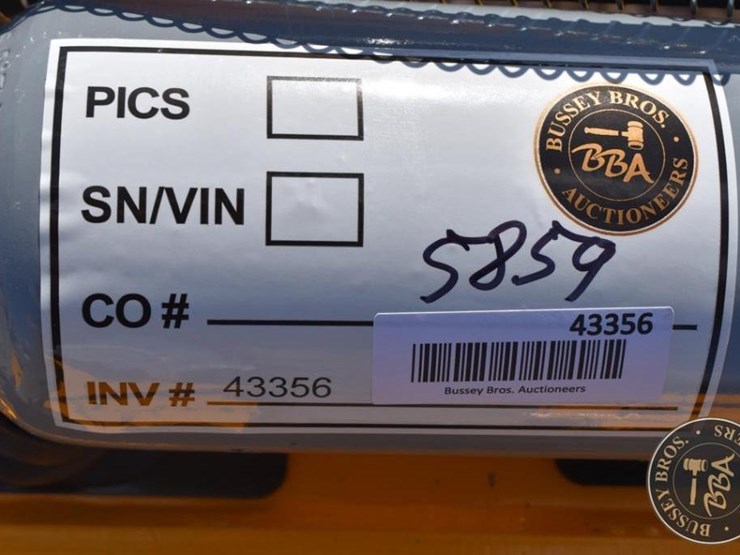 PICS
BUSSEY BROS.
BBA
AUCTIONEERS
SN/VIN
5859
CO #
43356
Bussey Bros. Auctioneers
INV # 43356
BUSSEY BROS.
BBA